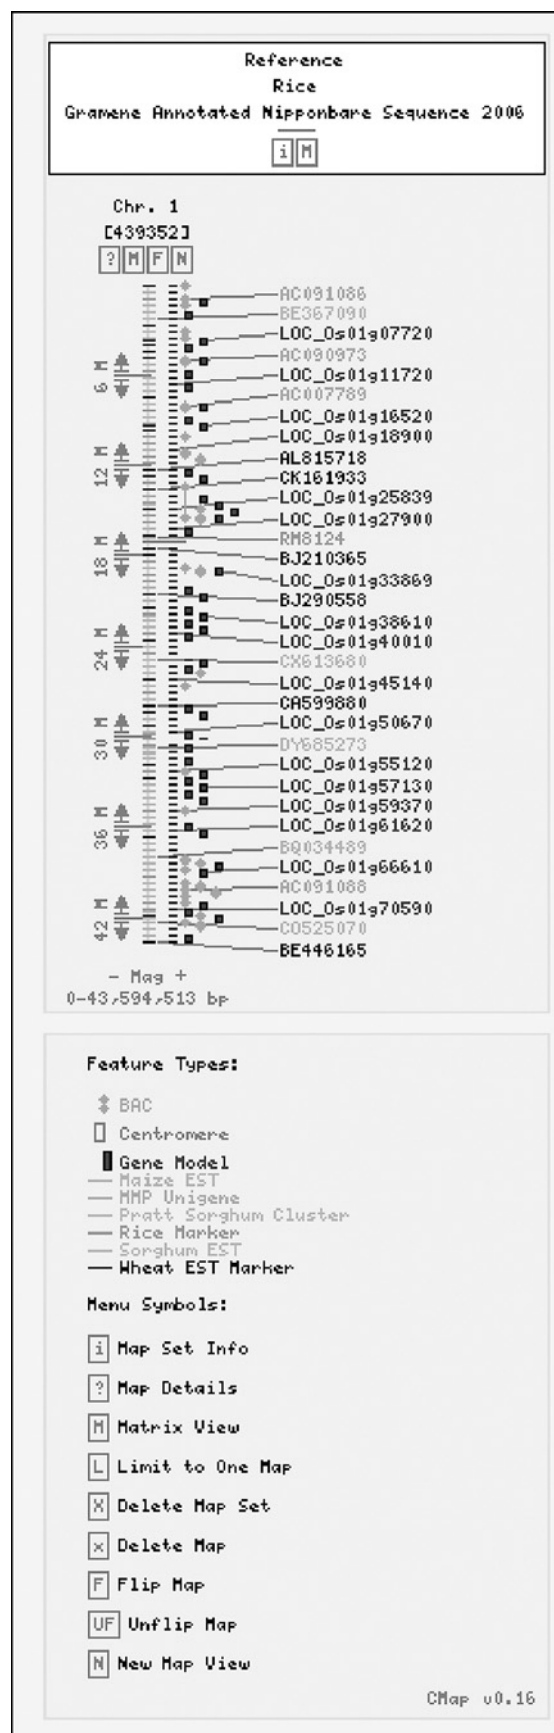 Reference
Rice
Gramene Annotated Nipponbare Sequence 2006
i M
Chr. 1
[439352]
? M F N
AC091086
BE367090
LOC_Os01g07720
AC090973
6 M
LOC_Os01g11720
AC007789
LOC_Os01g16520
LOC_Os01g18900
12 M
AL815718
CK161933
LOC_Os01g25839
LOC_Os01g27900
RM8124
18 M
BJ210365
LOC_Os01g33869
BJ290558
LOC_Os01g38610
LOC_Os01g40010
24 M
CX613680
LOC_Os01g45140
CA599880
LOC_Os01g50670
30 M
DY685273
LOC_Os01g55120
LOC_Os01g57130
LOC_Os01g59370
36 M
LOC_Os01g61620
BQ034489
LOC_Os01g66610
AC091088
LOC_Os01g70590
42 M
CO525070
BE446165
- Mag +
0-43,594,513 bp
Feature Types:
BAC
Centromere
Gene Model
Maize EST
MMP Unigene
Pratt Sorghum Cluster
Rice Marker
Sorghum EST
Wheat EST Marker
Menu Symbols:
i Map Set Info
? Map Details
M Matrix View
L Limit to One Map
X Delete Map Set
x Delete Map
F Flip Map
UF Unflip Map
N New Map View
CMap v0.16